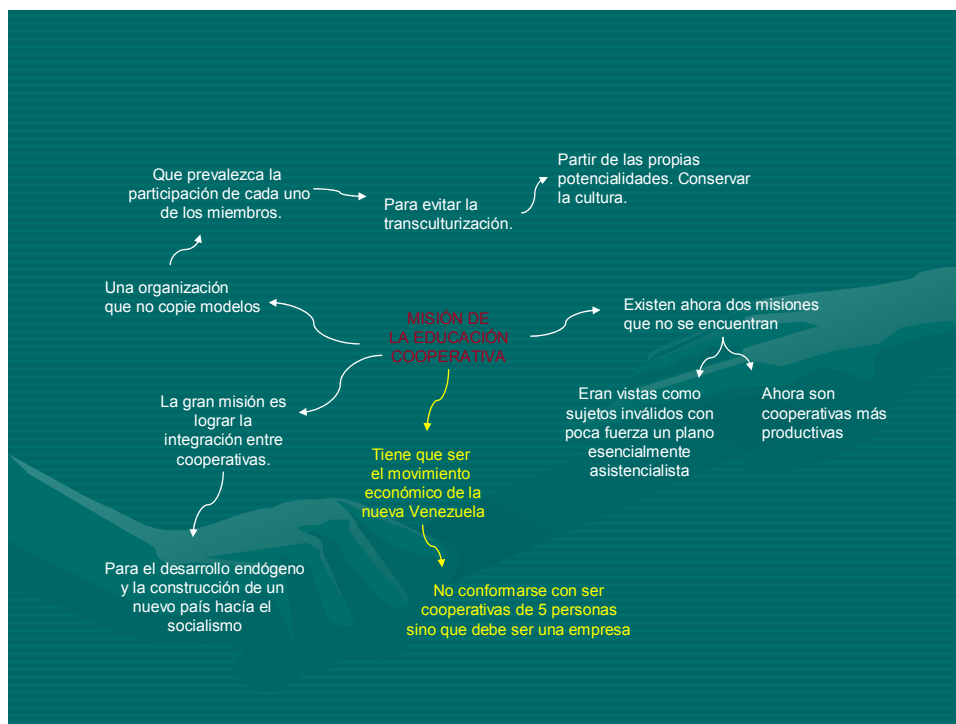 Que prevalezca la
participación de cada uno
de los miembros.
Para evitar la
transculturización.
Partir de las propias
potencialidades. Conservar
la cultura.
Una organización
que no copie modelos
MISIÓN DE
LA EDUCACIÓN
COOPERATIVA
Existen ahora dos misiones
que no se encuentran
Eran vistas como
sujetos inválidos con
poca fuerza un plano
esencialmente
asistencialista
Ahora son
cooperativas más
productivas
La gran misión es
lograr la
integración entre
cooperativas.
Tiene que ser
el movimiento
económico de la
nueva Venezuela
Para el desarrollo endógeno
y la construcción de un
nuevo país hacía el
socialismo
No conformarse con ser
cooperativas de 5 personas
sino que debe ser una empresa